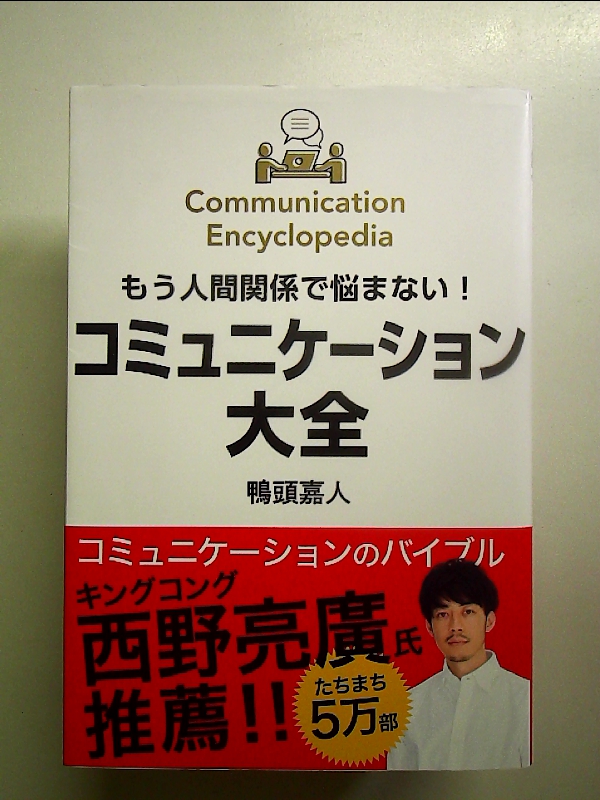 Communication
Encyclopedia
もう人間関係で悩まない！
コミュニケーション
大全
鴨頭嘉人
コミュニケーションのバイブル
キングコング
西野亮廣氏
推薦!!
たちまち
5万部